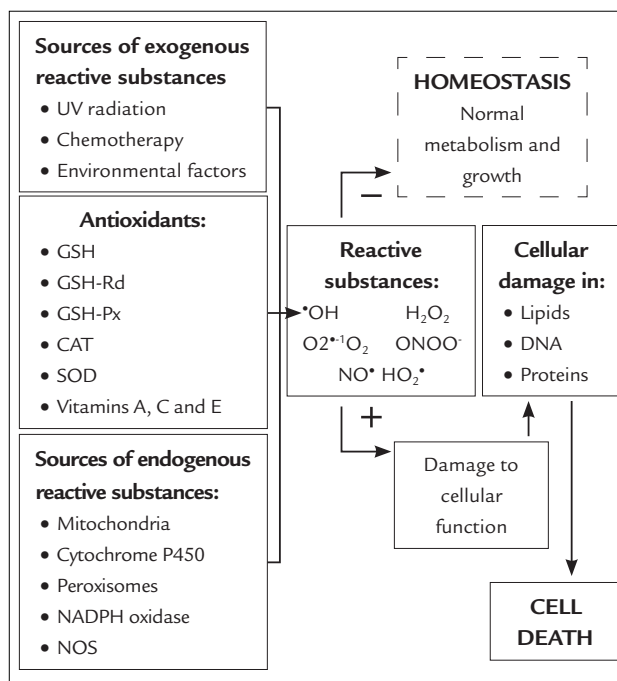 Sources of exogenous
reactive substances
• UV radiation
• Chemotherapy
• Environmental factors
Antioxidants:
• GSH
• GSH-Rd
• GSH-Px
• CAT
• SOD
• Vitamins A, C and E
Sources of endogenous
reactive substances:
• Mitochondria
• Cytochrome P450
• Peroxisomes
• NADPH oxidase
• NOS
HOMEOSTASIS
Normal
metabolism and
growth
−
Reactive
substances:
•OH H₂O₂
O2•⁻¹O₂ ONOO⁻
NO• HO₂•
+
Damage to
cellular
function
Cellular
damage in:
• Lipids
• DNA
• Proteins
CELL
DEATH